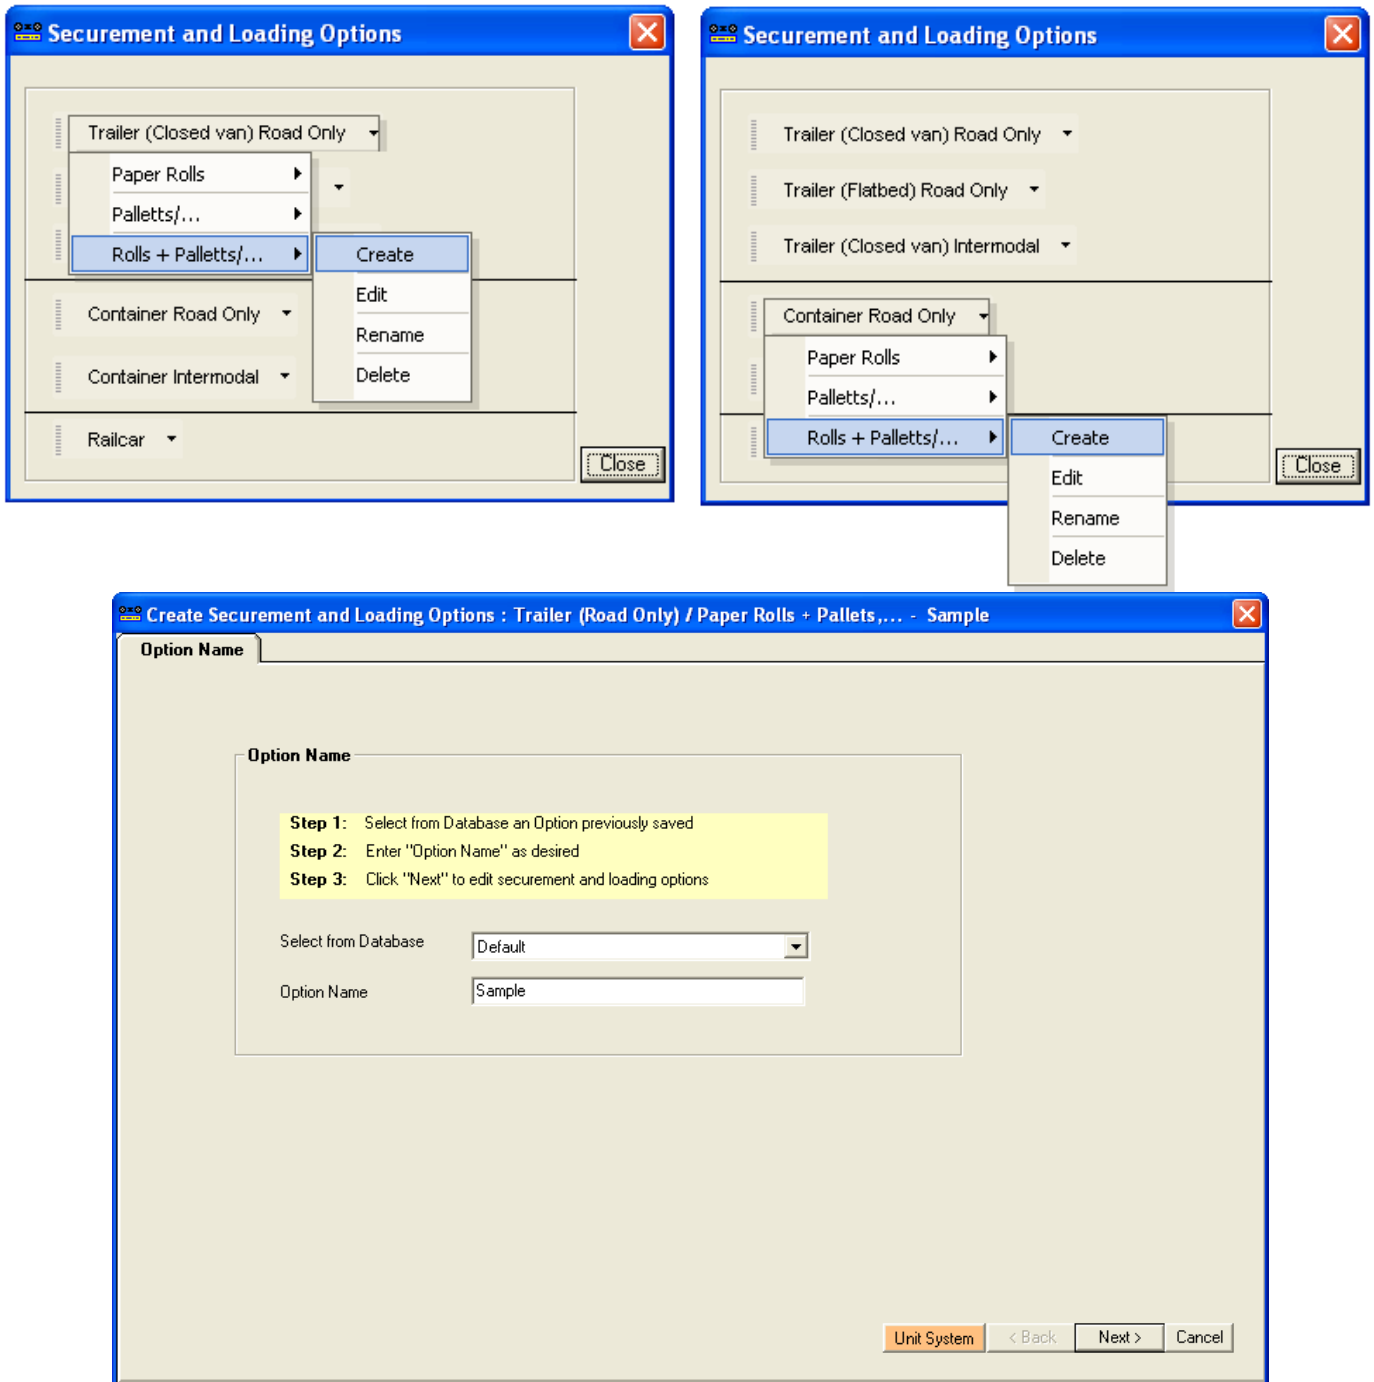 Securement and Loading Options
Trailer (Closed van) Road Only
Paper Rolls
Palletts/...
Rolls + Palletts/...
Create
Edit
Rename
Delete
Container Road Only
Container Intermodal
Railcar
Close
Securement and Loading Options
Trailer (Closed van) Road Only
Trailer (Flatbed) Road Only
Trailer (Closed van) Intermodal
Container Road Only
Paper Rolls
Palletts/...
Rolls + Palletts/...
Create
Edit
Rename
Delete
Close
Create Securement and Loading Options : Trailer (Road Only) / Paper Rolls + Pallets,... - Sample
Option Name
Option Name
Step 1: Select from Database an Option previously saved
Step 2: Enter "Option Name" as desired
Step 3: Click "Next" to edit securement and loading options
Select from Database Default
Option Name Sample
Unit System < Back Next > Cancel